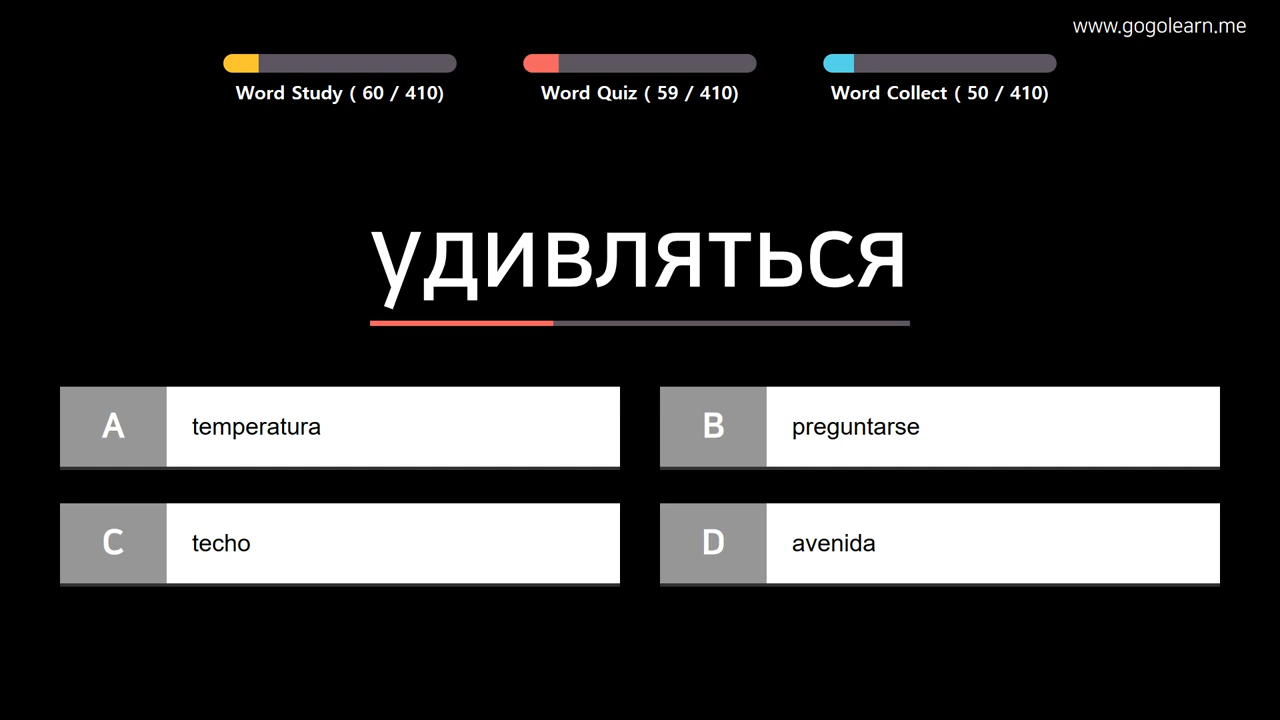 www.gogolearn.me
Word Study ( 60 / 410)
Word Quiz ( 59 / 410)
Word Collect ( 50 / 410)
удивляться
A temperatura
B preguntarse
C techo
D avenida